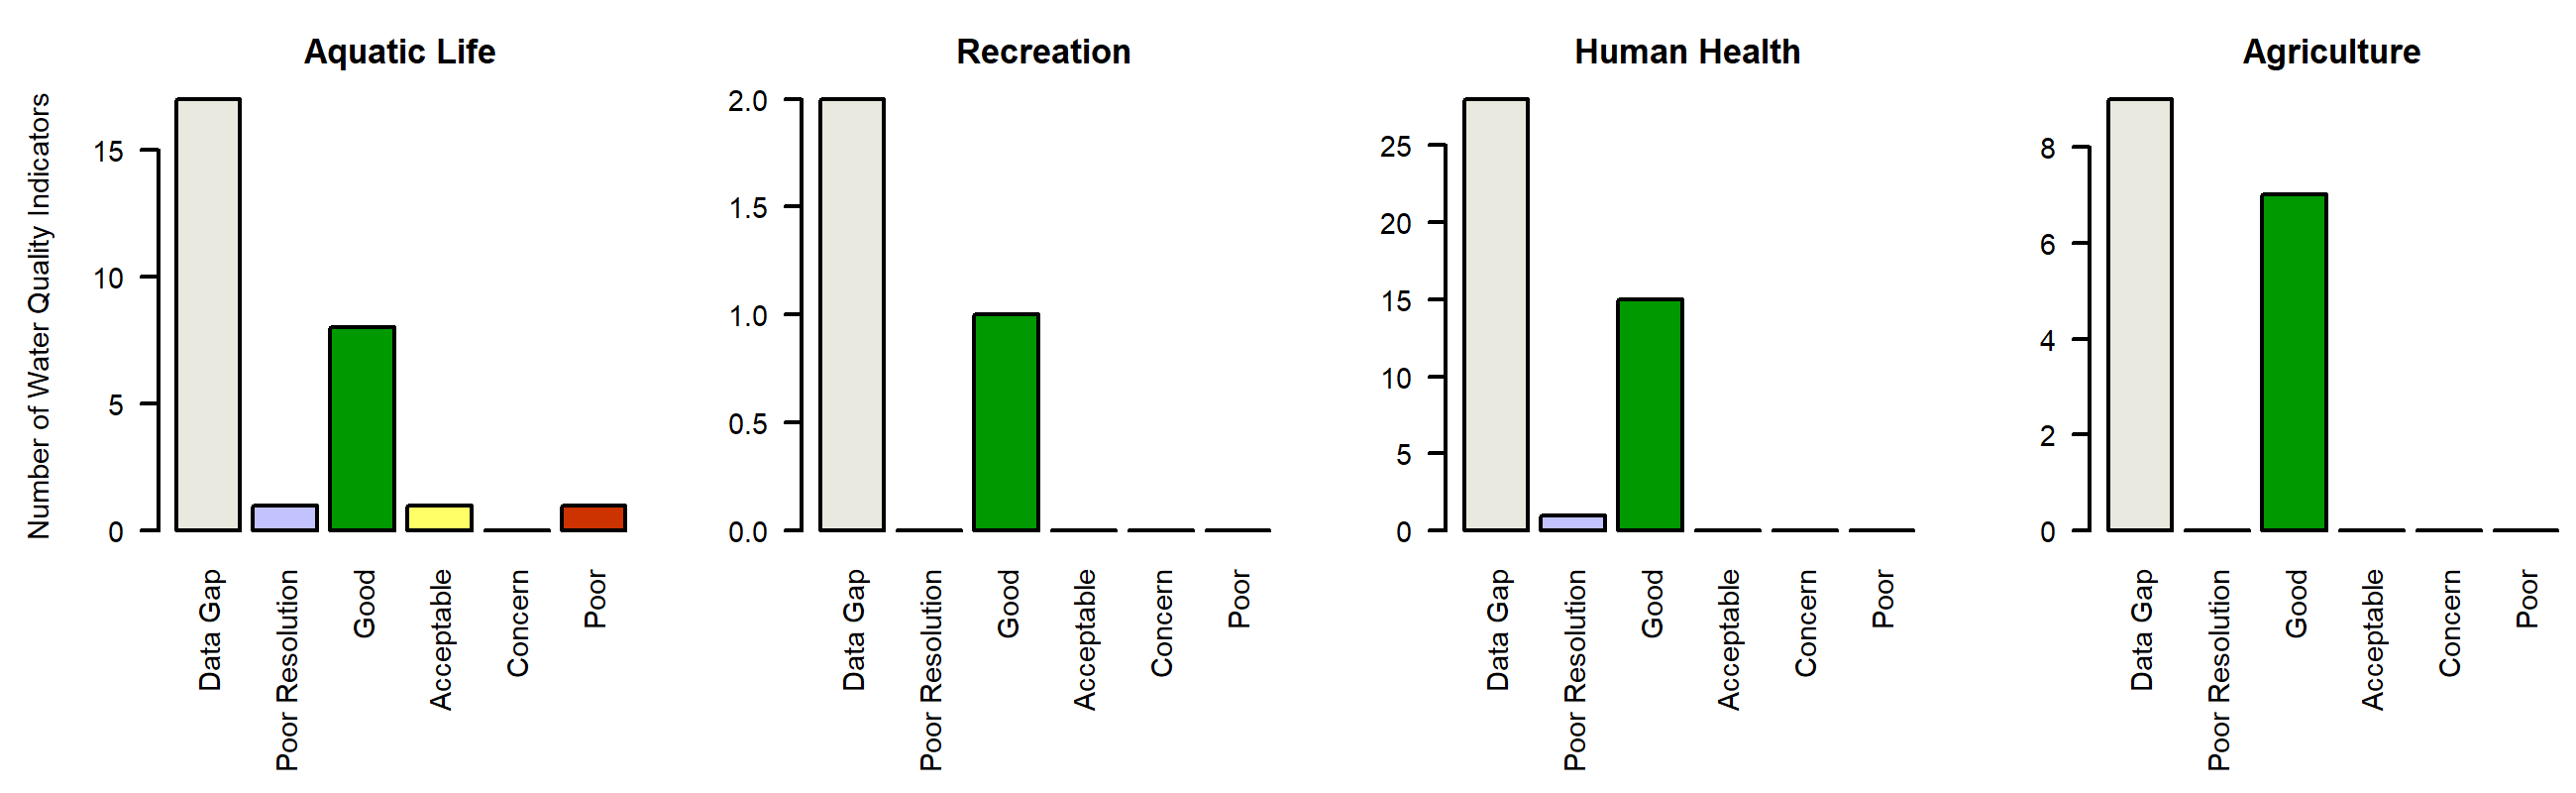 Aquatic Life
Number of Water Quality Indicators
15
10
5
0
Data Gap
Poor Resolution
Good
Acceptable
Concern
Poor
Recreation
2.0
1.5
1.0
0.5
0.0
Data Gap
Poor Resolution
Good
Acceptable
Concern
Poor
Human Health
25
20
15
10
5
0
Data Gap
Poor Resolution
Good
Acceptable
Concern
Poor
Agriculture
8
6
4
2
0
Data Gap
Poor Resolution
Good
Acceptable
Concern
Poor